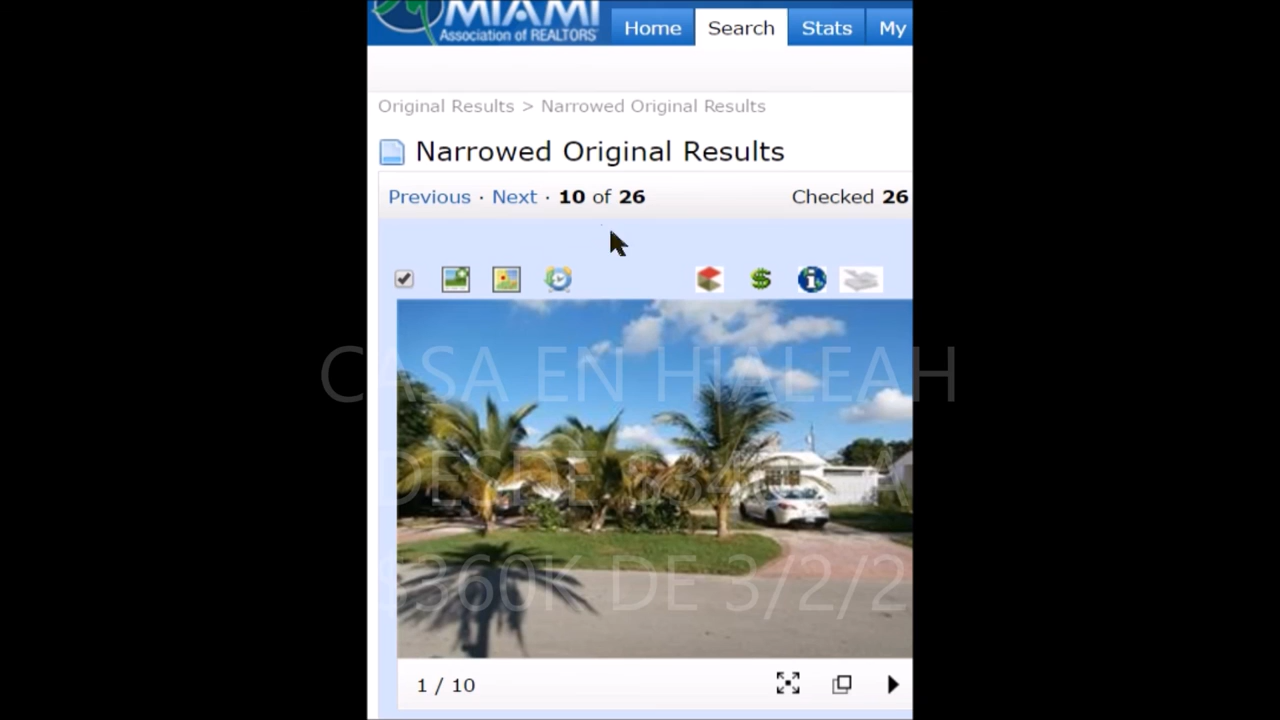 MIAMI
Association of REALTORS
Home Search Stats My
Original Results > Narrowed Original Results
Narrowed Original Results
Previous · Next · 10 of 26 Checked 26
CASA EN HIALEAH
DESDE A
$360K DE 3/2/2
1 / 10